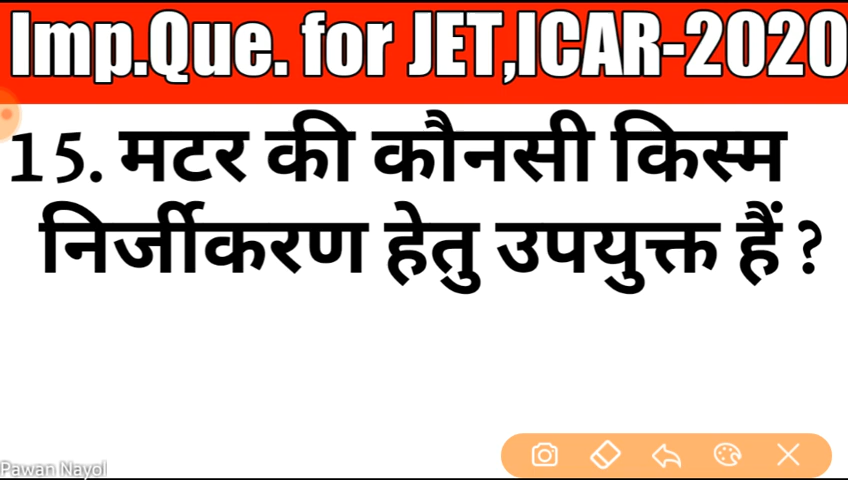 Imp.Que. for JET,ICAR-2020
15. मटर की कौनसी किस्म
निर्जीकरण हेतु उपयुक्त हैं ?
Pawan Nayol